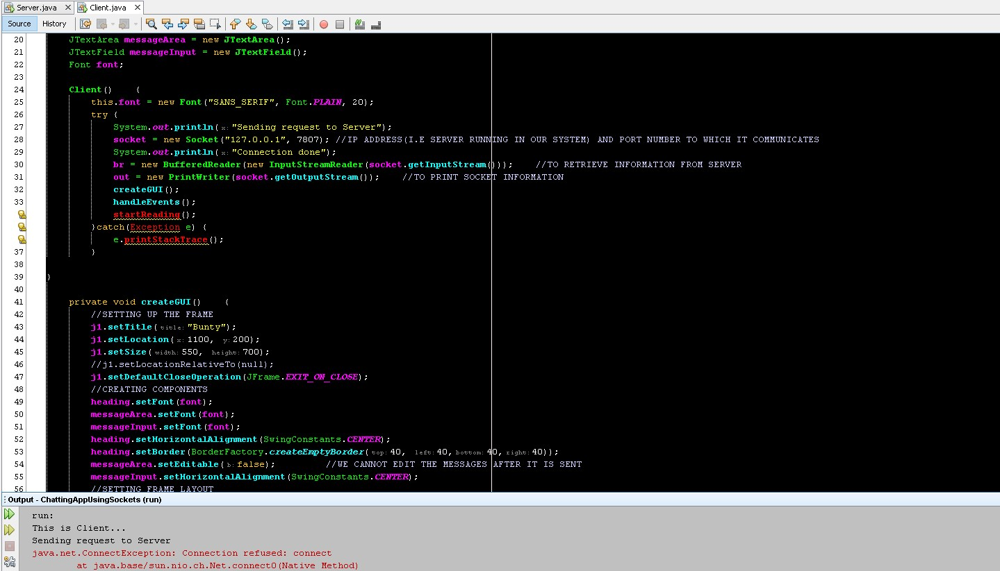 Server.java Client.java
Source History
20 JTextArea messageArea = new JTextArea();
21 JTextField messageInput = new JTextField();
22 Font font;
23
24 Client() {
25 this.font = new Font("SANS_SERIF", Font.PLAIN, 20);
26 try {
27 System.out.println(x: "Sending request to Server");
28 socket = new Socket("127.0.0.1", 7807); //IP ADDRESS(I.E SERVER RUNNING IN OUR SYSTEM) AND PORT NUMBER TO WHICH IT COMMUNICATES
29 System.out.println(x: "Connection done");
30 br = new BufferedReader(new InputStreamReader(socket.getInputStream())); //TO RETRIEVE INFORMATION FROM SERVER
31 out = new PrintWriter(socket.getOutputStream()); //TO PRINT SOCKET INFORMATION
32 createGUI();
33 handleEvents();
startReading();
}catch(Exception e) {
e.printStackTrace();
37 }
38
39 }
40
41 private void createGUI() {
42 //SETTING UP THE FRAME
43 j1.setTitle(title: "Bunty");
44 j1.setLocation(x: 1100, y: 200);
45 j1.setSize(width: 550, height: 700);
46 //j1.setLocationRelativeTo(null);
47 j1.setDefaultCloseOperation(JFrame.EXIT_ON_CLOSE);
48 //CREATING COMPONENTS
49 heading.setFont(font);
50 messageArea.setFont(font);
51 messageInput.setFont(font);
52 heading.setHorizontalAlignment(SwingConstants.CENTER);
53 heading.setBorder(BorderFactory.createEmptyBorder(top: 40, left: 40, bottom: 40, right: 40));
54 messageArea.setEditable(b: false); //WE CANNOT EDIT THE MESSAGES AFTER IT IS SENT
55 messageInput.setHorizontalAlignment(SwingConstants.CENTER);
56 //SETTING FRAME LAYOUT
Output - ChattingAppUsingSockets (run)
run:
This is Client...
Sending request to Server
java.net.ConnectException: Connection refused: connect
at java.base/sun.nio.ch.Net.connect0(Native Method)